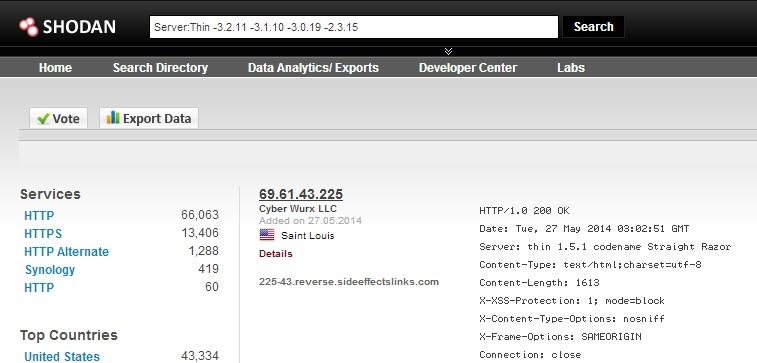 SHODAN
Server:Thin -3.2.11 -3.1.10 -3.0.19 -2.3.15
Search
Home Search Directory Data Analytics/ Exports Developer Center Labs
Vote Export Data
Services
HTTP 66,063
HTTPS 13,406
HTTP Alternate 1,288
Synology 419
HTTP 60
Top Countries
United States 43,334
69.61.43.225
Cyber Wurx LLC
Added on 27.05.2014
Saint Louis
Details
225-43.reverse.sideeffectslinks.com
HTTP/1.0 200 OK
Date: Tue, 27 May 2014 03:02:51 GMT
Server: thin 1.5.1 codename Straight Razor
Content-Type: text/html;charset=utf-8
Content-Length: 1613
X-XSS-Protection: 1; mode=block
X-Content-Type-Options: nosniff
X-Frame-Options: SAMEORIGIN
Connection: close